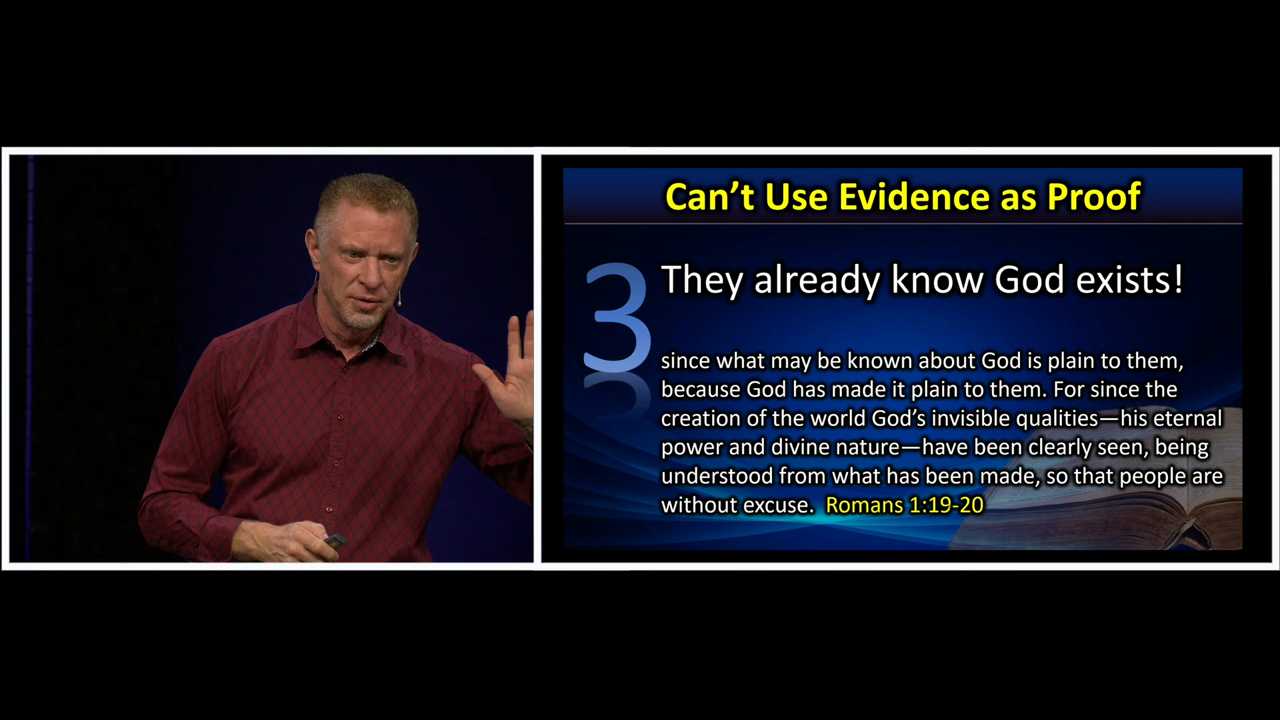 Can’t Use Evidence as Proof
3
They already know God exists!
since what may be known about God is plain to them,
because God has made it plain to them. For since the
creation of the world God’s invisible qualities—his eternal
power and divine nature—have been clearly seen, being
understood from what has been made, so that people are
without excuse. Romans 1:19-20